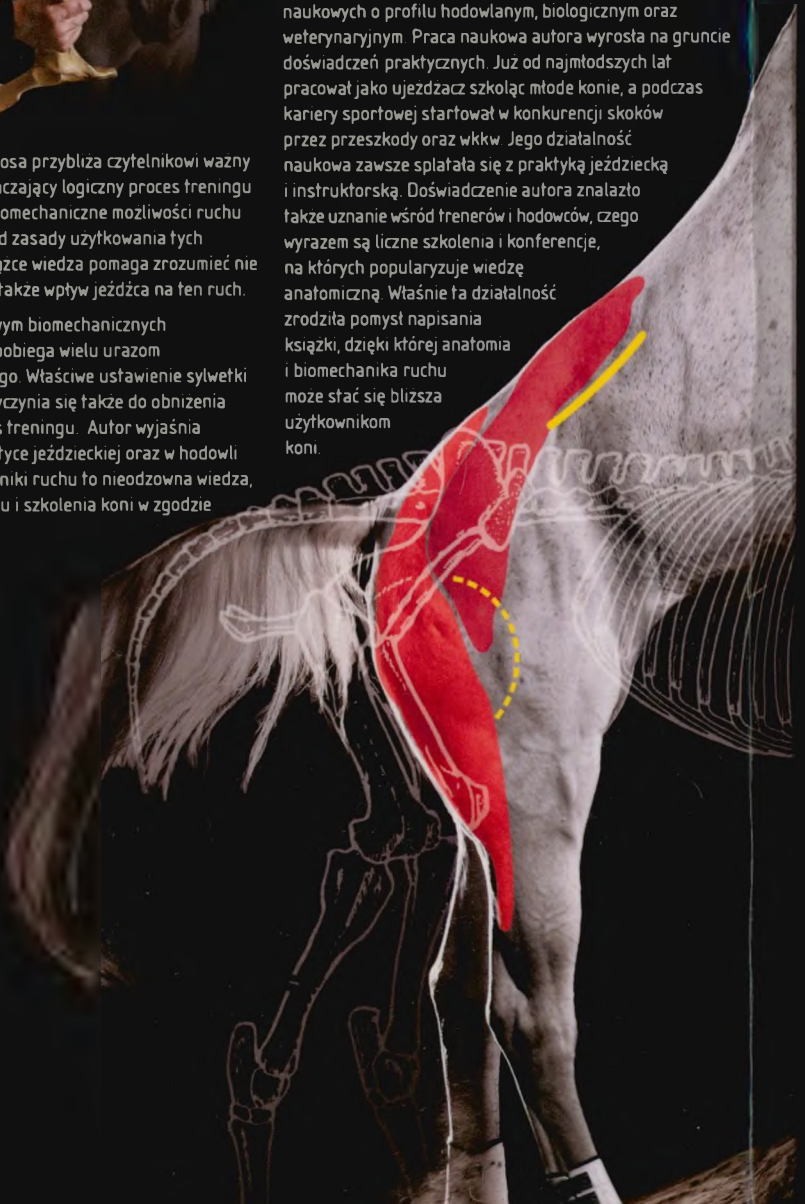 osa przybliża czytelnikowi ważny
aczający logiczny proces treningu
omechaniczne możliwości ruchu
d zasady użytkowania tych
ążce wiedza pomaga zrozumieć nie
także wpływ jeźdźca na ten ruch.
wym biomechanicznych
pobiega wielu urazom
go. Właściwe ustawienie sylwetki
yczynia się także do obniżenia
s treningu. Autor wyjaśnia
tyce jeździeckiej oraz w hodowli
niki ruchu to nieodzowna wiedza,
u i szkolenia koni w zgodzie
naukowych o profilu hodowlanym, biologicznym oraz
weterynaryjnym. Praca naukowa autora wyrosła na gruncie
doświadczeń praktycznych. Już od najmłodszych lat
pracował jako ujeżdżacz szkoląc młode konie, a podczas
kariery sportowej startował w konkurencji skoków
przez przeszkody oraz wkkw. Jego działalność
naukowa zawsze splatała się z praktyką jeździecką
i instruktorską. Doświadczenie autora znalazło
także uznanie wśród trenerów i hodowców, czego
wyrazem są liczne szkolenia i konferencje,
na których popularyzuje wiedzę
anatomiczną. Właśnie ta działalność
zrodziła pomysł napisania
książki, dzięki której anatomia
i biomechanika ruchu
może stać się bliższa
użytkownikom
koni.